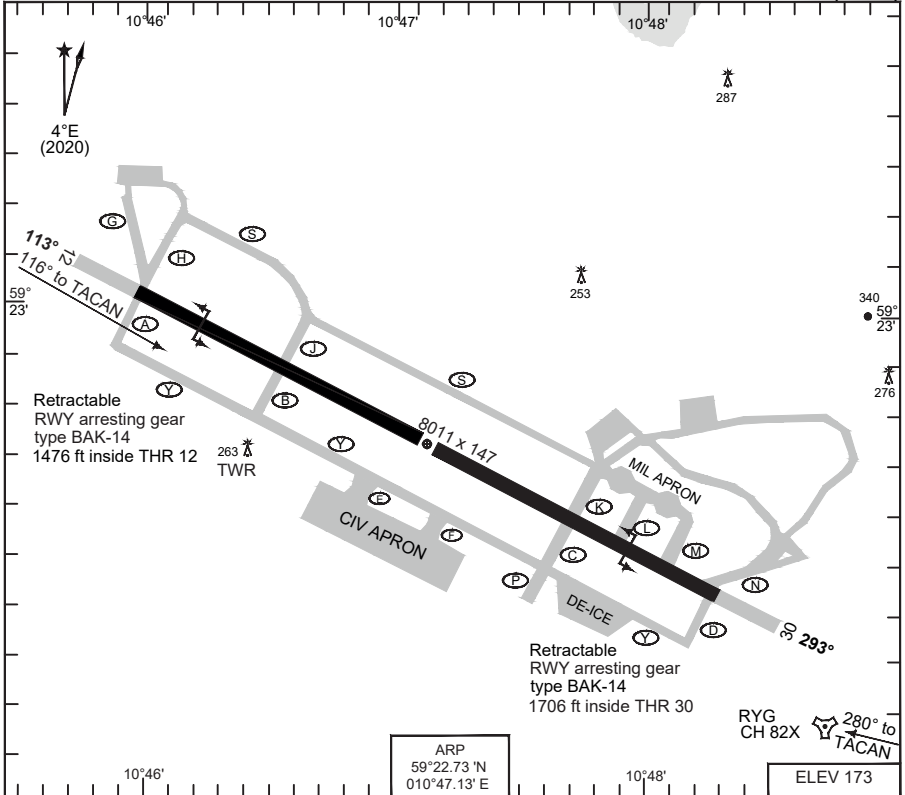 10°46'
10°47'
10°48'
287
4°E
(2020)
G
S
H
113°
12
116° to TACAN
253
340
59°
23'
59°
23'
A
J
276
Y
S
Retractable
RWY arresting gear
type BAK-14
1476 ft inside THR 12
B
8011 X 147
Y
263
TWR
MIL APRON
E
K
CIV APRON
L
F
C
M
P
N
DE-ICE
D
30
293°
Y
Retractable
RWY arresting gear
type BAK-14
1706 ft inside THR 30
RYG
CH 82X
280° to
TACAN
ARP
59°22.73 'N
010°47.13' E
10°46'
10°48'
ELEV 173